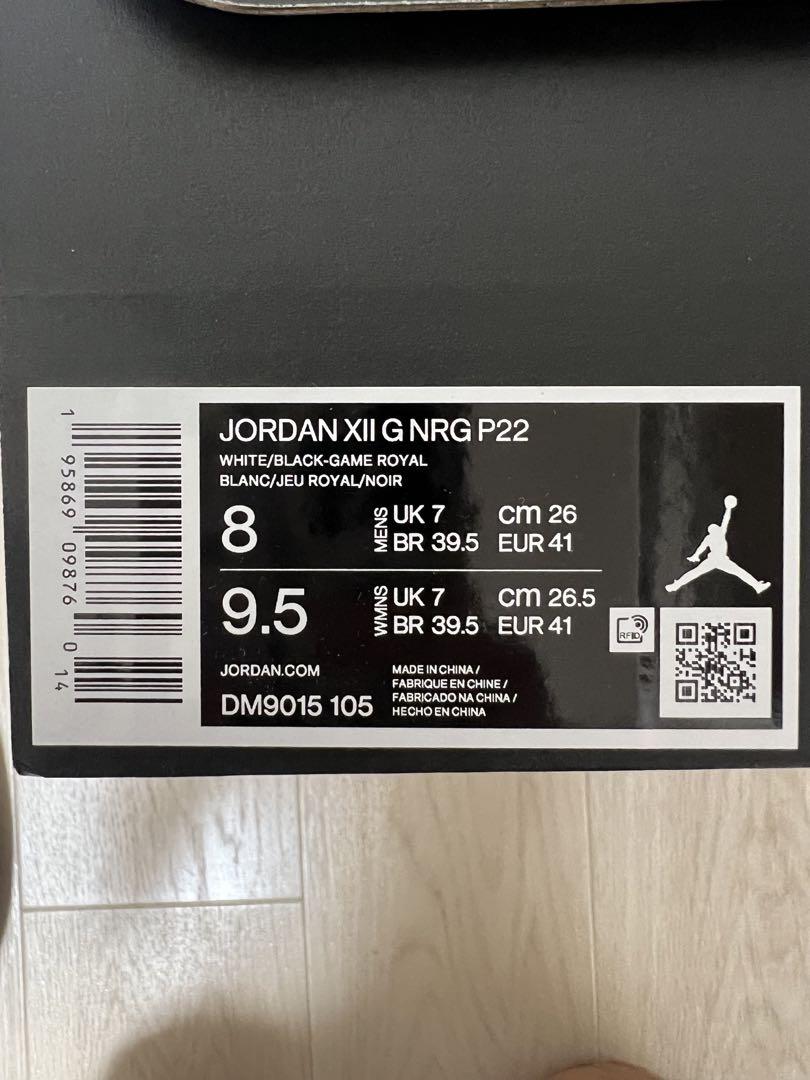 JORDAN XII G NRG P22
WHITE/BLACK-GAME ROYAL
BLANC/JEU ROYAL/NOIR
8 MENS UK 7 cm 26
BR 39.5 EUR 41
9.5 WMNS UK 7 cm 26.5
BR 39.5 EUR 41
RFID
JORDAN.COM
DM9015 105
MADE IN CHINA /
FABRIQUE EN CHINE /
FABRICADO NA CHINA /
HECHO EN CHINA
1 95869 09876 0 14